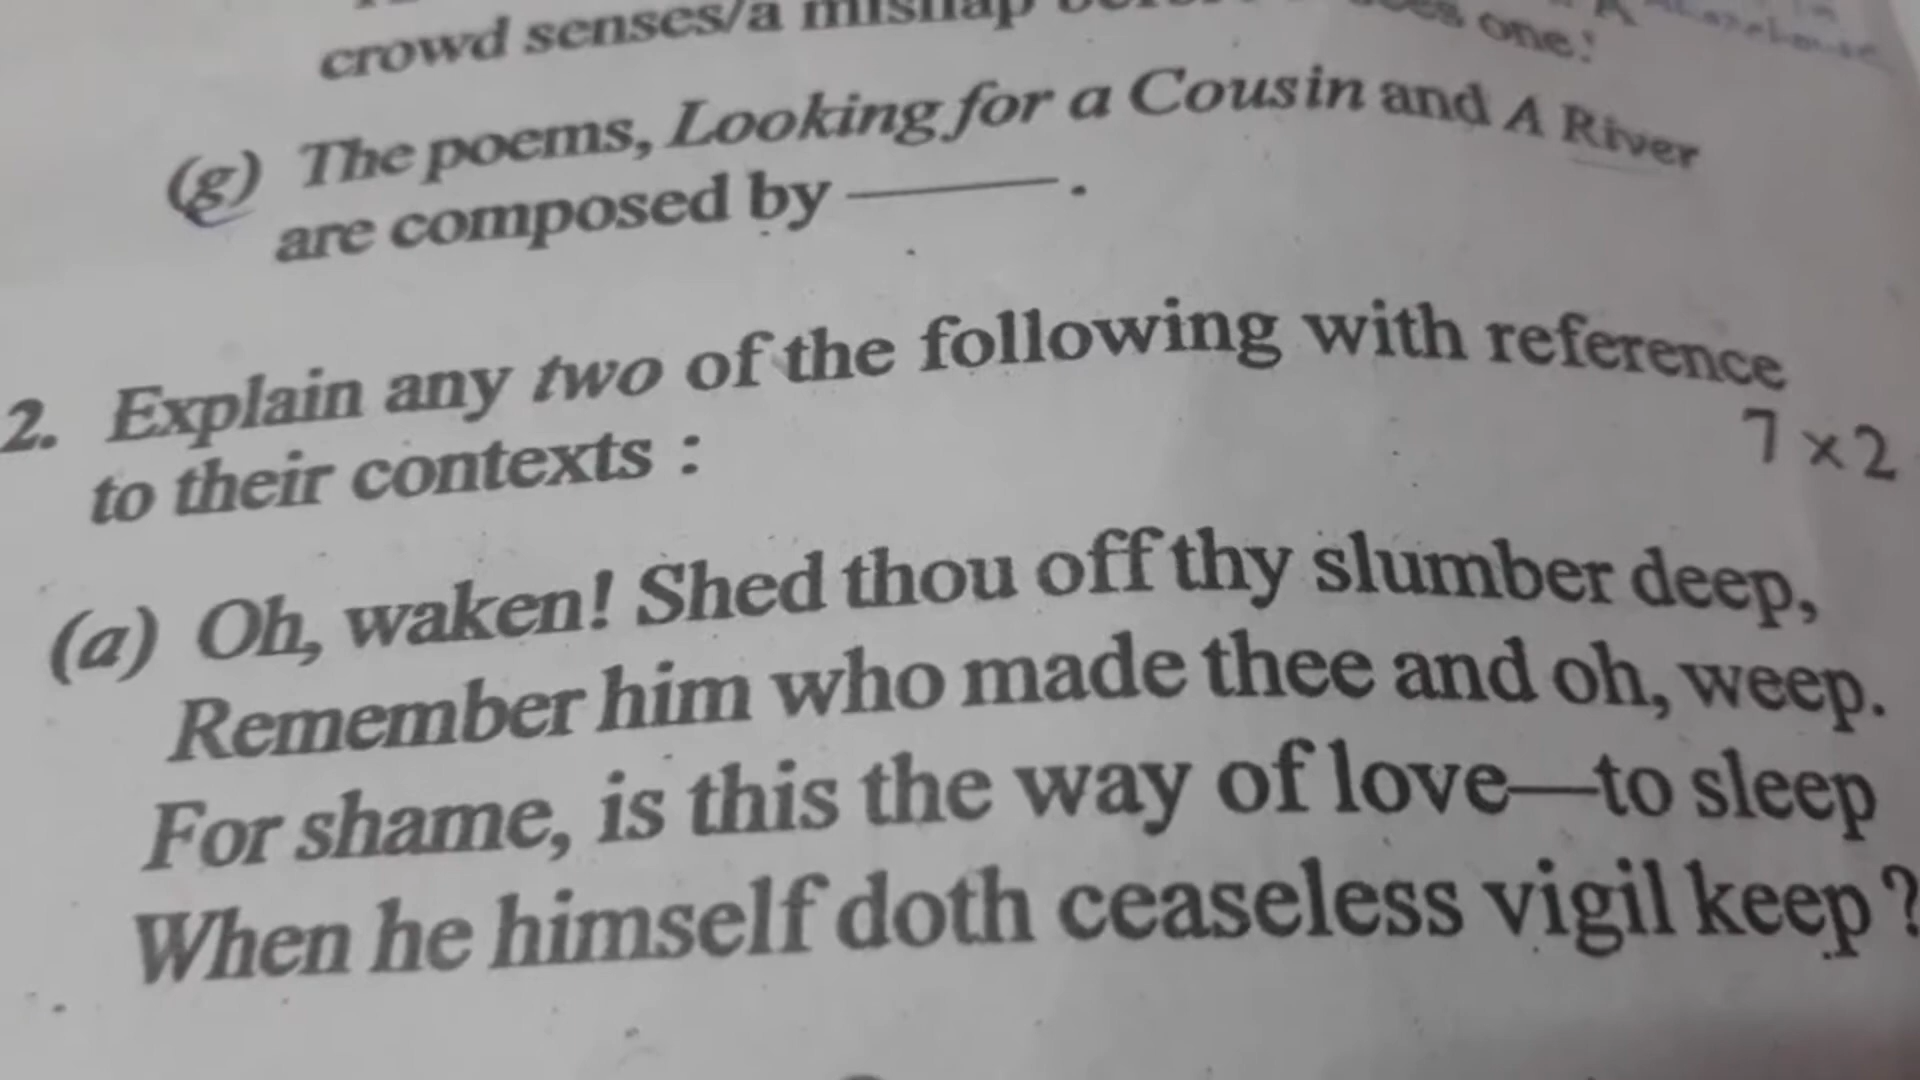 crowd senses/a mishap one!
(g) The poems, Looking for a Cousin and A River
are composed by ———.
2. Explain any two of the following with reference
to their contexts :
7×2
(a) Oh, waken! Shed thou off thy slumber deep,
Remember him who made thee and oh, weep.
For shame, is this the way of love—to sleep
When he himself doth ceaseless vigil keep ?